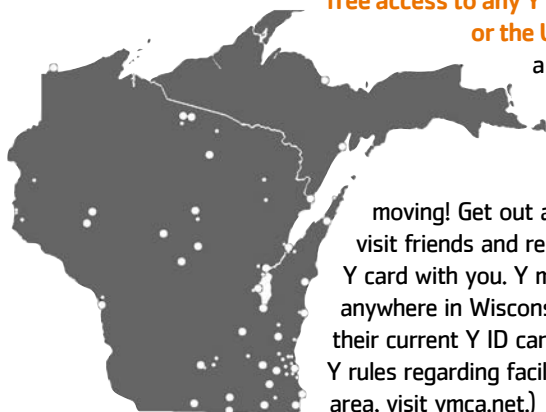 free access to any Y
or the U
a
moving! Get out a
visit friends and re
Y card with you. Y m
anywhere in Wiscons
their current Y ID car
Y rules regarding facil
area, visit ymca.net.)